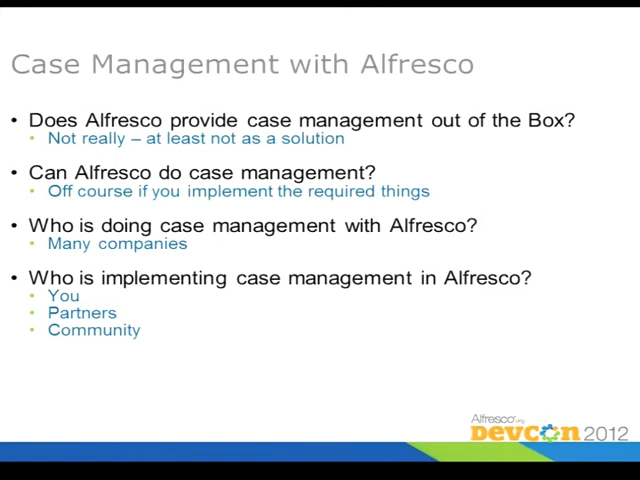 Case Management with Alfresco
• Does Alfresco provide case management out of the Box?
• Not really – at least not as a solution
• Can Alfresco do case management?
• Off course if you implement the required things
• Who is doing case management with Alfresco?
• Many companies
• Who is implementing case management in Alfresco?
• You
• Partners
• Community
Alfresco.org
DEVCON 2012